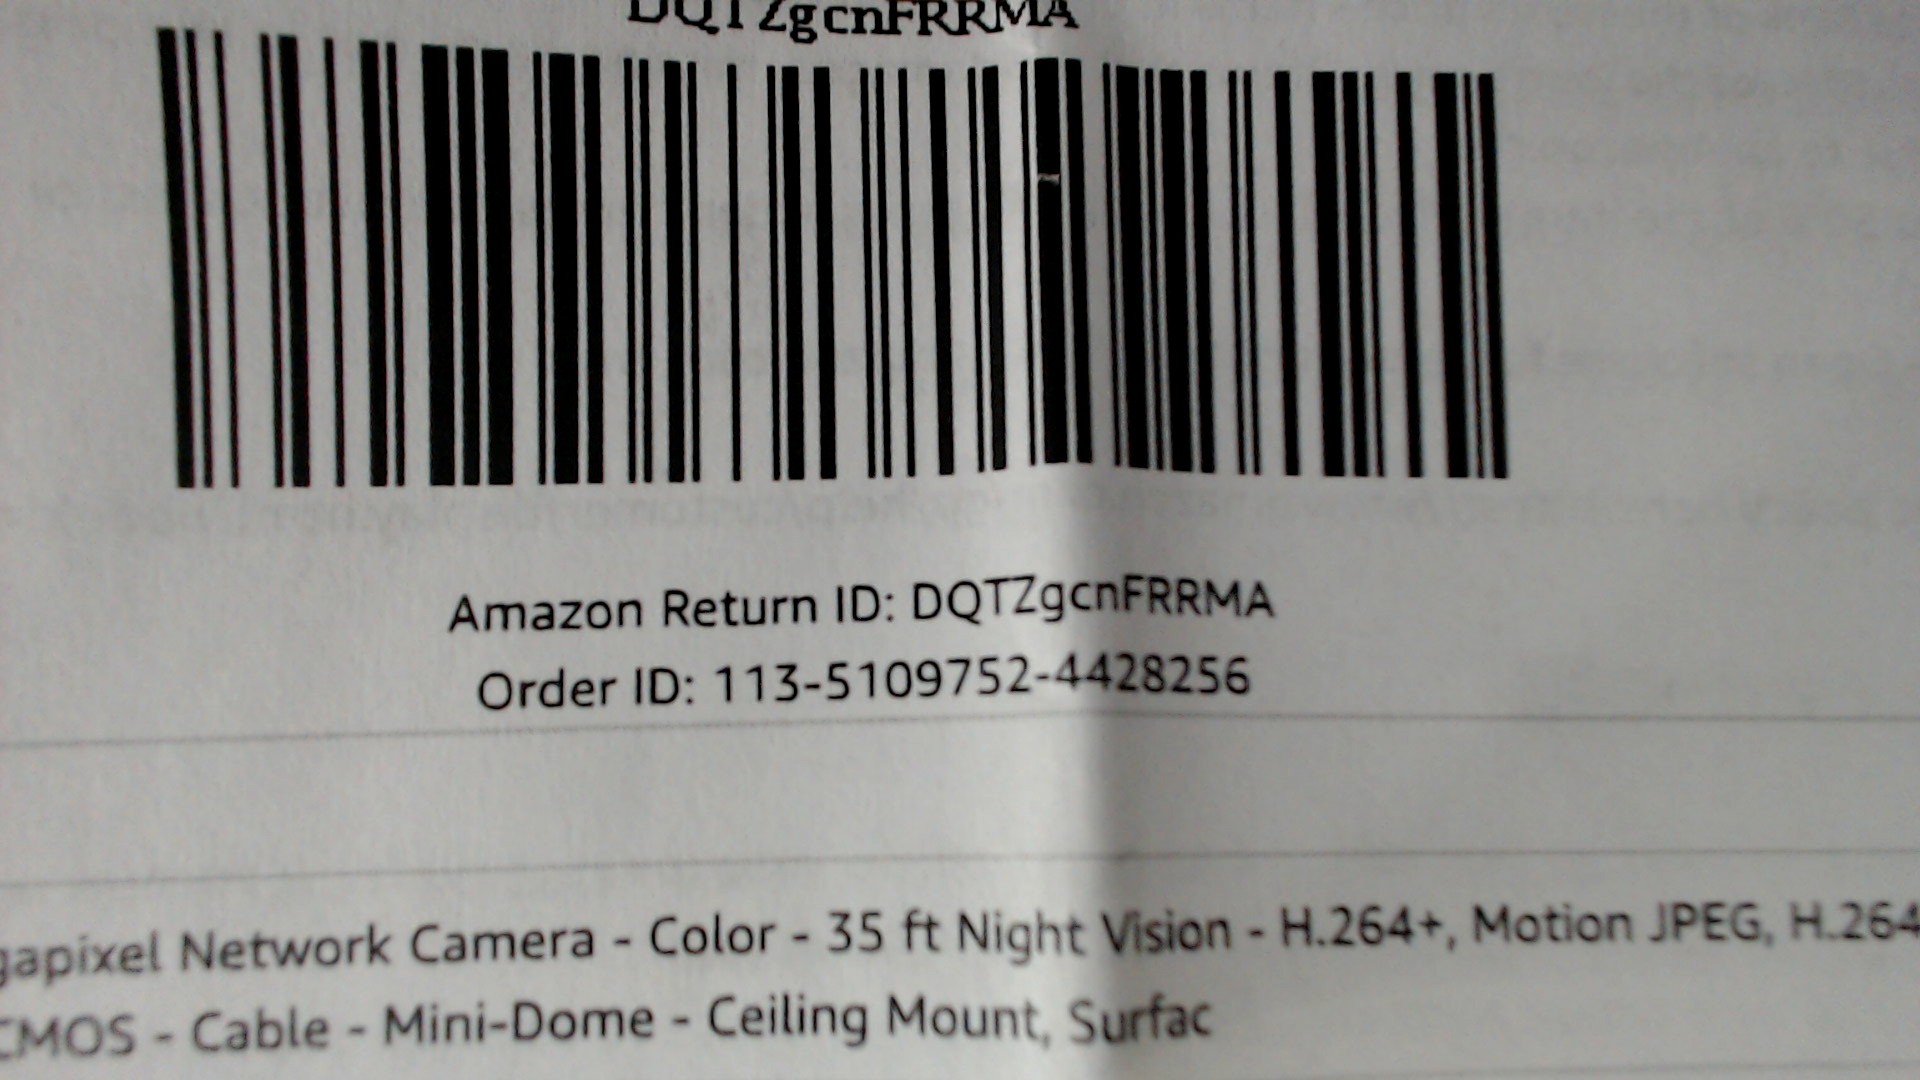 DQTZgcnFRRMA
Amazon Return ID: DQTZgcnFRRMA
Order ID: 113-5109752-4428256
gapixel Network Camera - Color - 35 ft Night Vision - H.264+, Motion JPEG, H.264
CMOS - Cable - Mini-Dome - Ceiling Mount, Surfac